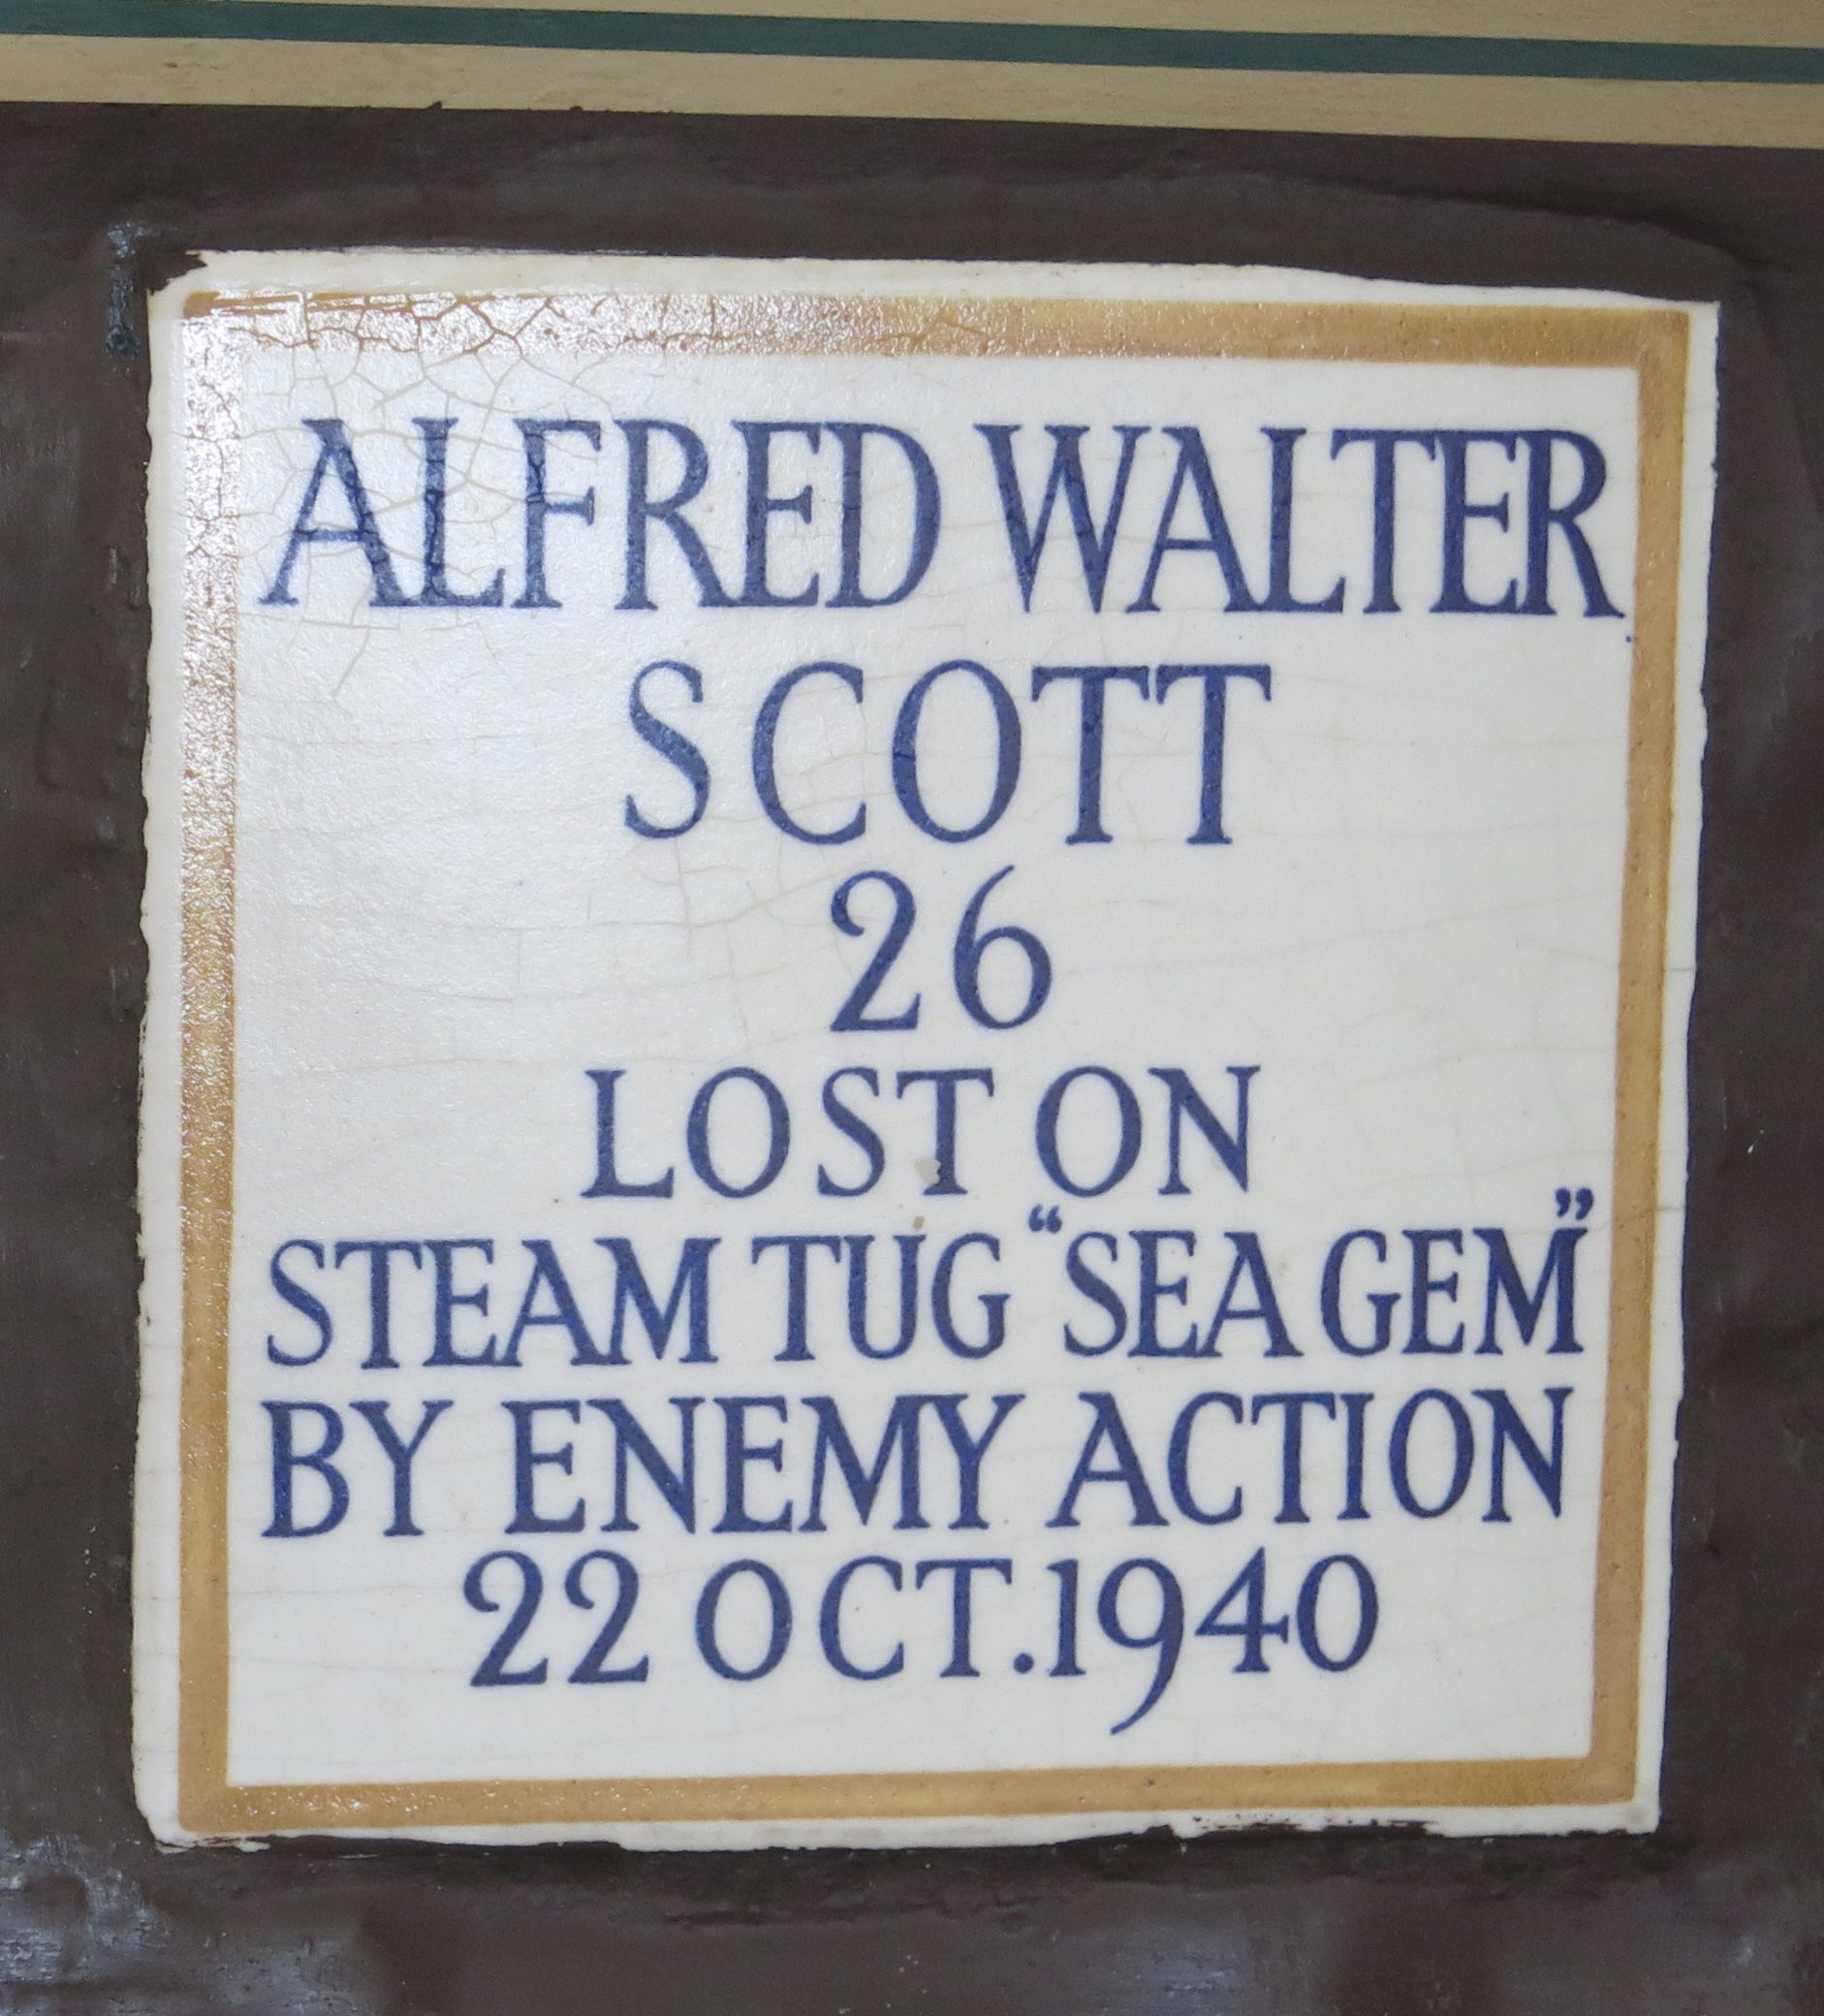 ALFRED WALTER
SCOTT
26
LOST ON
STEAM TUG “SEA GEM”
BY ENEMY ACTION
22 OCT. 1940